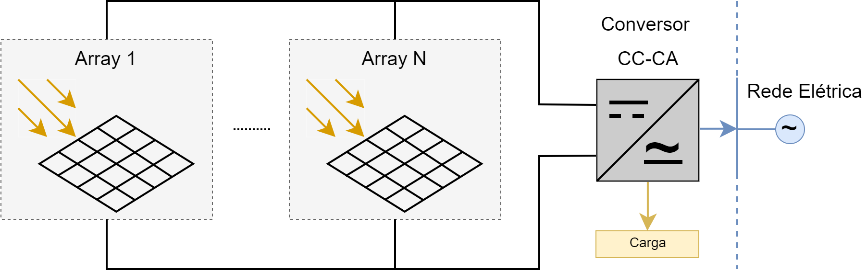 Array 1
Array N
Conversor
CC-CA
Rede Elétrica
~
Carga